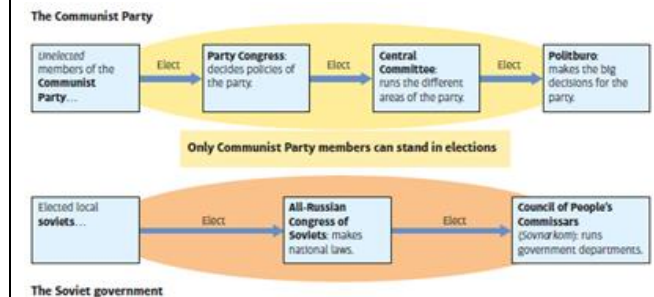 The Communist Party
Unelected
members of the
Communist
Party...
Elect
Party Congress:
decides policies of
the party.
Elect
Central
Committee:
runs the different
areas of the party.
Elect
Politburo:
makes the big
decisions for the
party.
Only Communist Party members can stand in elections
Elected local
soviets...
Elect
All-Russian
Congress of
Soviets: makes
national laws.
Elect
Council of People's
Commissars
(Sovnarkom): runs
government departments.
The Soviet government